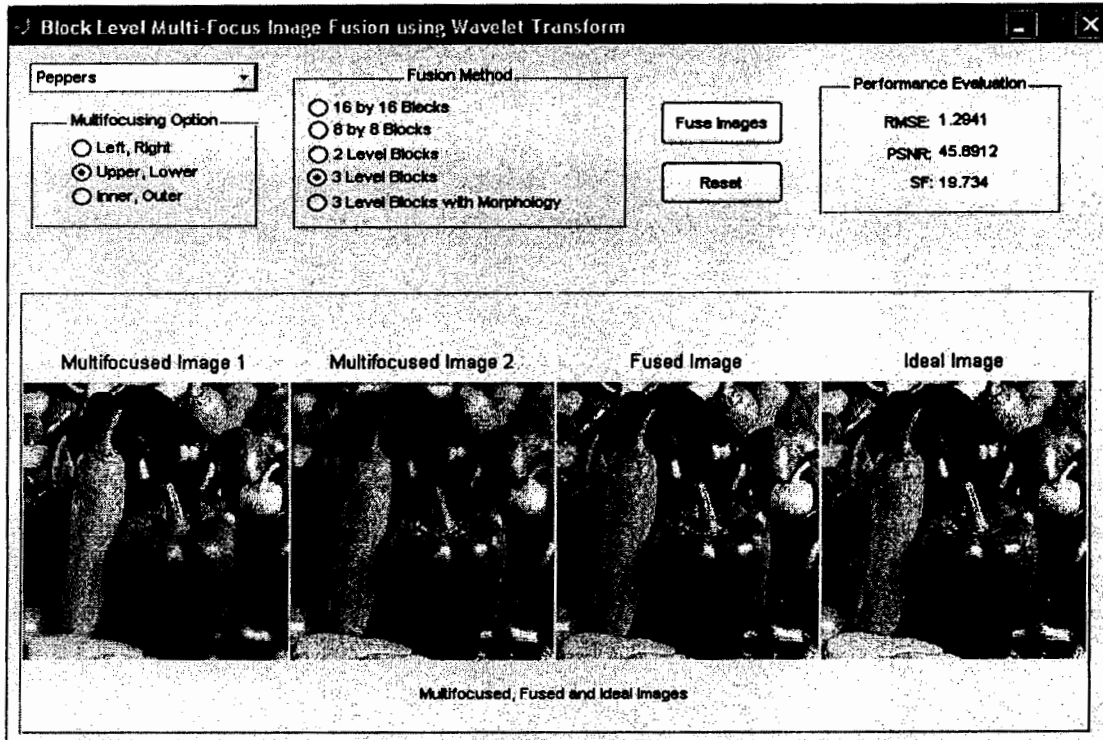 Block Level Multi-Focus Image Fusion using Wavelet Transform
Peppers
Multifocusing Option
Left, Right
Upper, Lower
Inner, Outer
Fusion Method
16 by 16 Blocks
8 by 8 Blocks
2 Level Blocks
3 Level Blocks
3 Level Blocks with Morphology
Fuse Images
Reset
Performance Evaluation
RMSE: 1.2941
PSNR: 45.8912
SF: 19.734
Multifocused Image 1
Multifocused Image 2
Fused Image
Ideal Image
Multifocused, Fused and Ideal Images